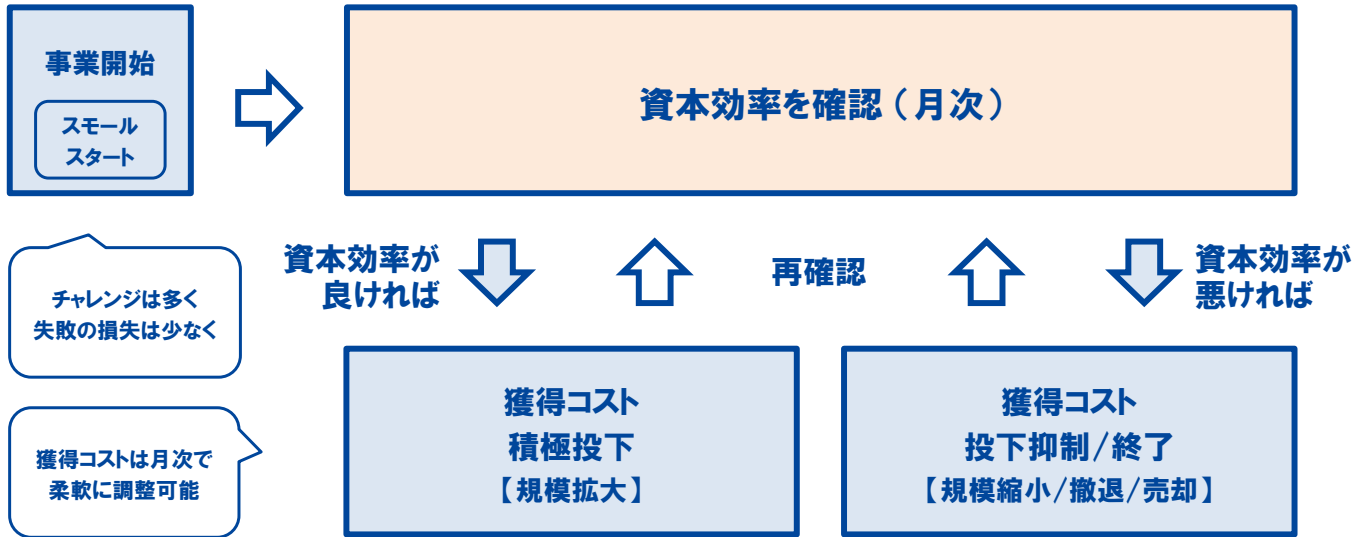 事業開始
スモール
スタート
資本効率を確認（月次）
チャレンジは多く
失敗の損失は少なく
資本効率が
良ければ
再確認
資本効率が
悪ければ
獲得コストは月次で
柔軟に調整可能
獲得コスト
積極投下
【規模拡大】
獲得コスト
投下抑制/終了
【規模縮小/撤退/売却】